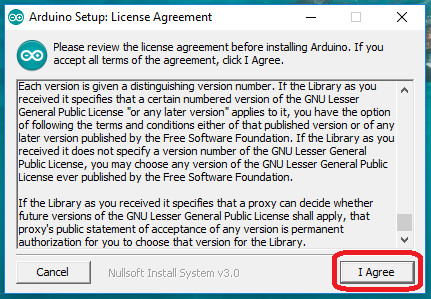 Arduino Setup: License Agreement
Please review the license agreement before installing Arduino. If you
accept all terms of the agreement, click I Agree.
Each version is given a distinguishing version number. If the Library as you
received it specifies that a certain numbered version of the GNU Lesser
General Public License "or any later version" applies to it, you have the option
of following the terms and conditions either of that published version or of any
later version published by the Free Software Foundation. If the Library as you
received it does not specify a version number of the GNU Lesser General
Public License, you may choose any version of the GNU Lesser General Public
License ever published by the Free Software Foundation.
If the Library as you received it specifies that a proxy can decide whether
future versions of the GNU Lesser General Public License shall apply, that
proxy's public statement of acceptance of any version is permanent
authorization for you to choose that version for the Library.
Cancel
Nullsoft Install System v3.0
I Agree